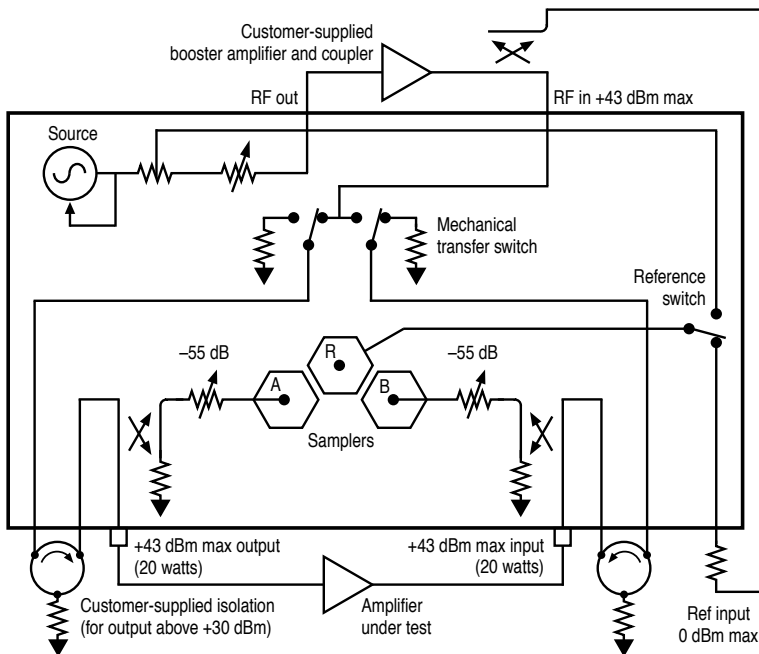 Customer-supplied
booster amplifier and coupler
RF out
RF in +43 dBm max
Source
Mechanical
transfer switch
Reference
switch
–55 dB
R
–55 dB
A
B
Samplers
+43 dBm max output
(20 watts)
+43 dBm max input
(20 watts)
Customer-supplied isolation
(for output above +30 dBm)
Amplifier
under test
Ref input
0 dBm max